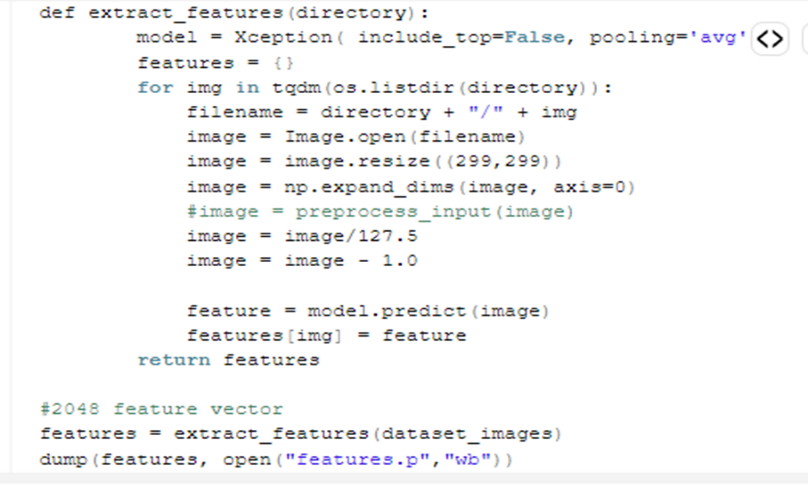 def extract_features(directory):
model = Xception( include_top=False, pooling='avg'
features = {}
for img in tqdm(os.listdir(directory)):
filename = directory + "/" + img
image = Image.open(filename)
image = image.resize((299,299))
image = np.expand_dims(image, axis=0)
#image = preprocess_input(image)
image = image/127.5
image = image - 1.0
feature = model.predict(image)
features[img] = feature
return features
#2048 feature vector
features = extract_features(dataset_images)
dump(features, open("features.p","wb"))